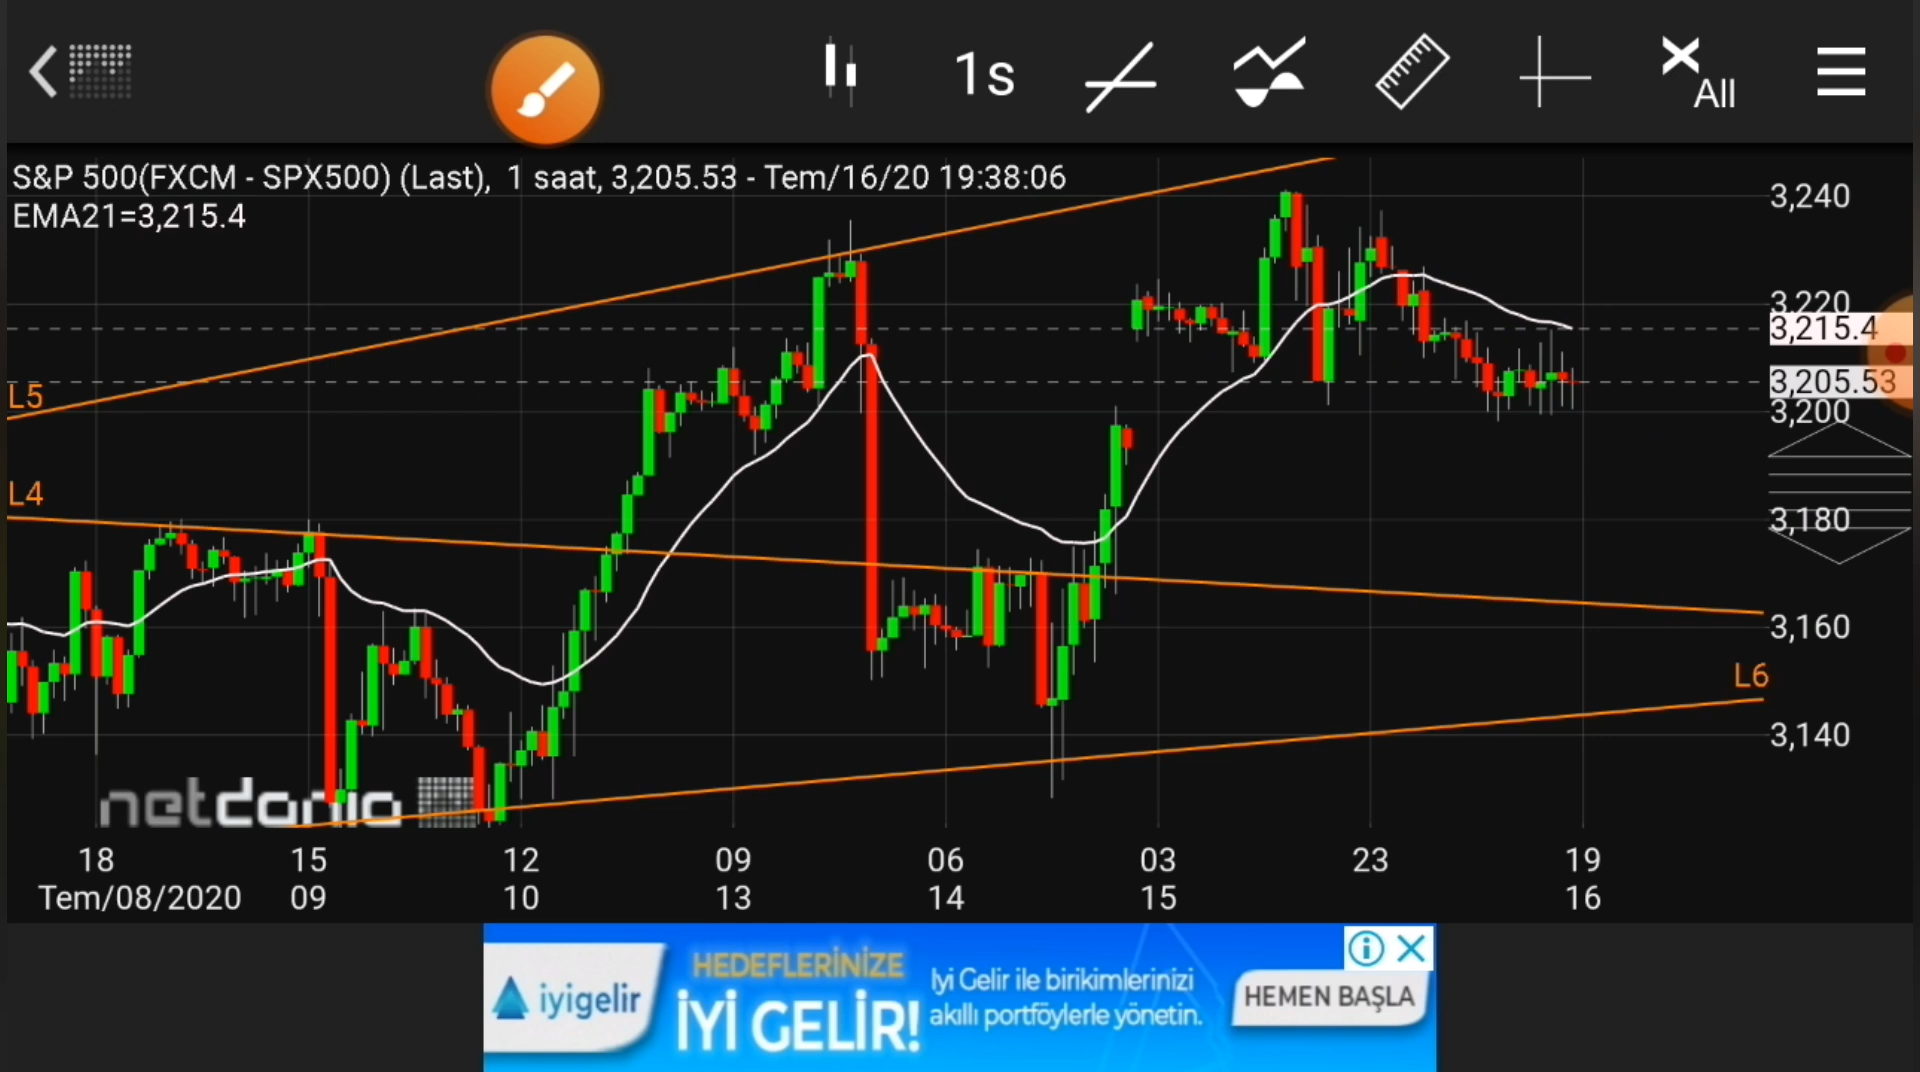 1s
All
S&P 500(FXCM - SPX500) (Last), 1 saat, 3,205.53 - Tem/16/20 19:38:06
EMA21=3,215.4
3,240
3,220
3,215.4
3,205.53
3,200
3,180
3,160
3,140
L5
L4
L6
netdania
18 15 12 09 06 03 23 19
Tem/08/2020 09 10 13 14 15 16
iyigelir
HEDEFLERİNİZE
İYİ GELİR!
İyi Gelir ile birikimlerinizi
akıllı portföylerle yönetin.
HEMEN BAŞLA